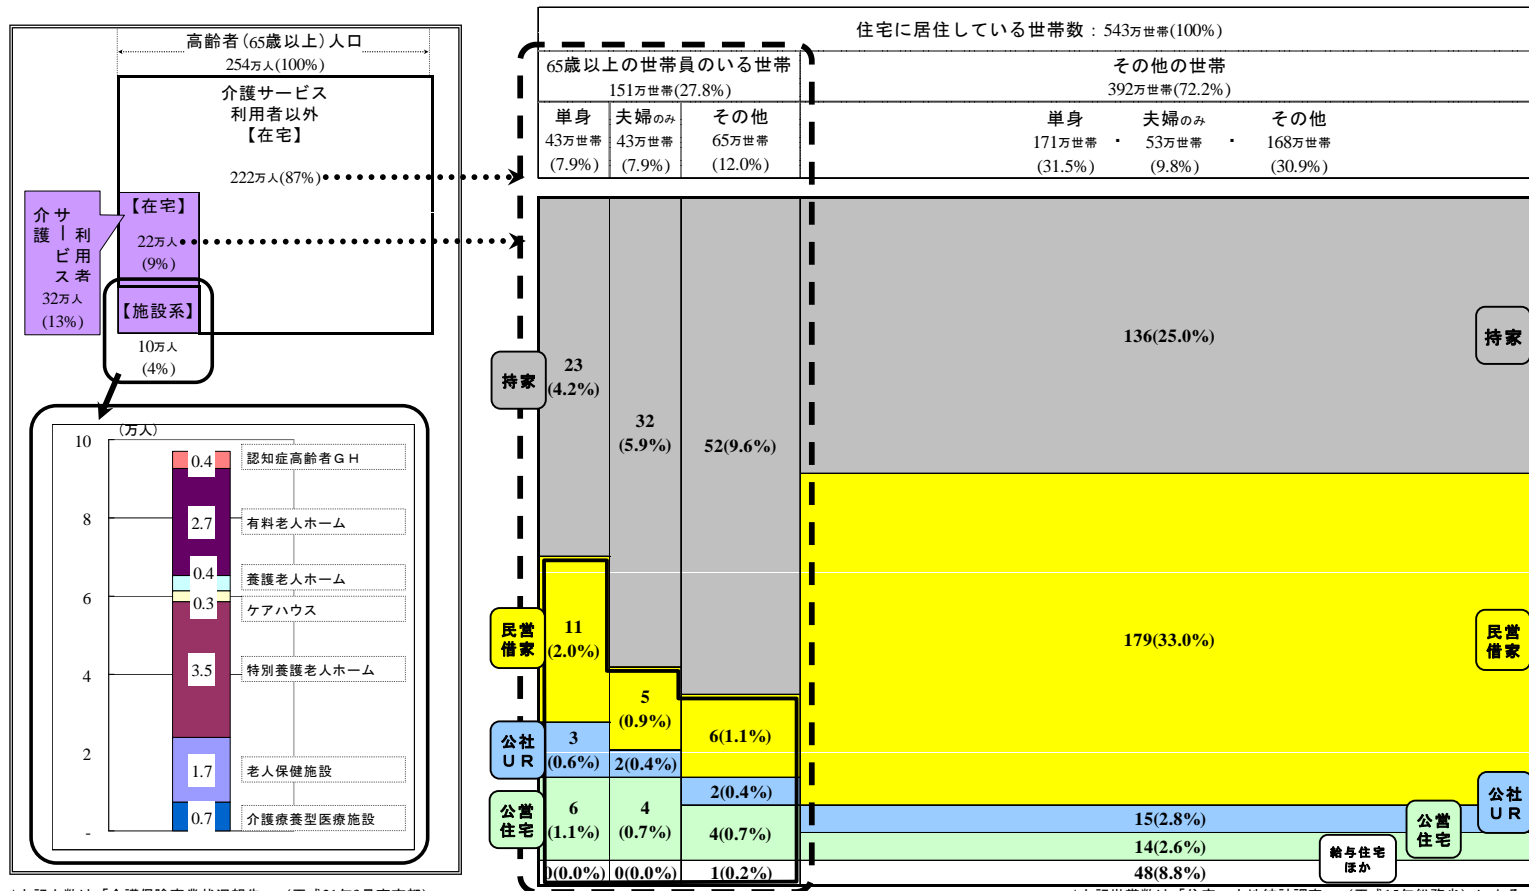 高齢者(65歳以上)人口
254万人(100%)
介護サービス
利用者以外
【在宅】
222万人(87%)
介護サービス利用者
32万人
(13%)
【在宅】
22万人
(9%)
【施設系】
10万人
(4%)
(万人)
10
8
6
4
2
-
0.4 認知症高齢者GH
2.7 有料老人ホーム
0.4 養護老人ホーム
0.3 ケアハウス
3.5 特別養護老人ホーム
1.7 老人保健施設
0.7 介護療養型医療施設
住宅に居住している世帯数:543万世帯(100%)
65歳以上の世帯員のいる世帯
151万世帯(27.8%)
その他の世帯
392万世帯(72.2%)
単身 夫婦のみ その他
43万世帯 43万世帯 65万世帯
(7.9%) (7.9%) (12.0%)
単身 夫婦のみ その他
171万世帯 ・ 53万世帯 ・ 168万世帯
(31.5%) (9.8%) (30.9%)
持家
23
(4.2%)
32
(5.9%)
52(9.6%)
136(25.0%)
持家
民営
借家
11
(2.0%)
5
(0.9%)
6(1.1%)
179(33.0%)
民営
借家
公社
UR
3
(0.6%)
2(0.4%)
2(0.4%)
15(2.8%)
公社
UR
公営
住宅
6
(1.1%)
4
(0.7%)
4(0.7%)
14(2.6%)
公営
住宅
0(0.0%)
0(0.0%)
1(0.2%)
48(8.8%)
給与住宅
ほか